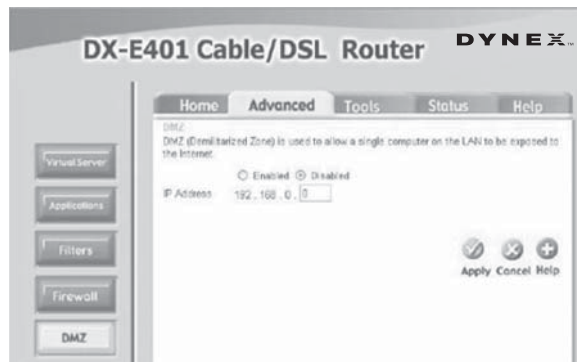 DX-E401 Cable/DSL Router
DYNEX™
Home Advanced Tools Status Help
DMZ
DMZ (Demilitarized Zone) is used to allow a single computer on the LAN to be exposed to
the Internet.
Enabled Disabled
IP Address 192 . 168 . 0 . 0
Apply Cancel Help
Virtual Server
Applications
Filters
Firewall
DMZ